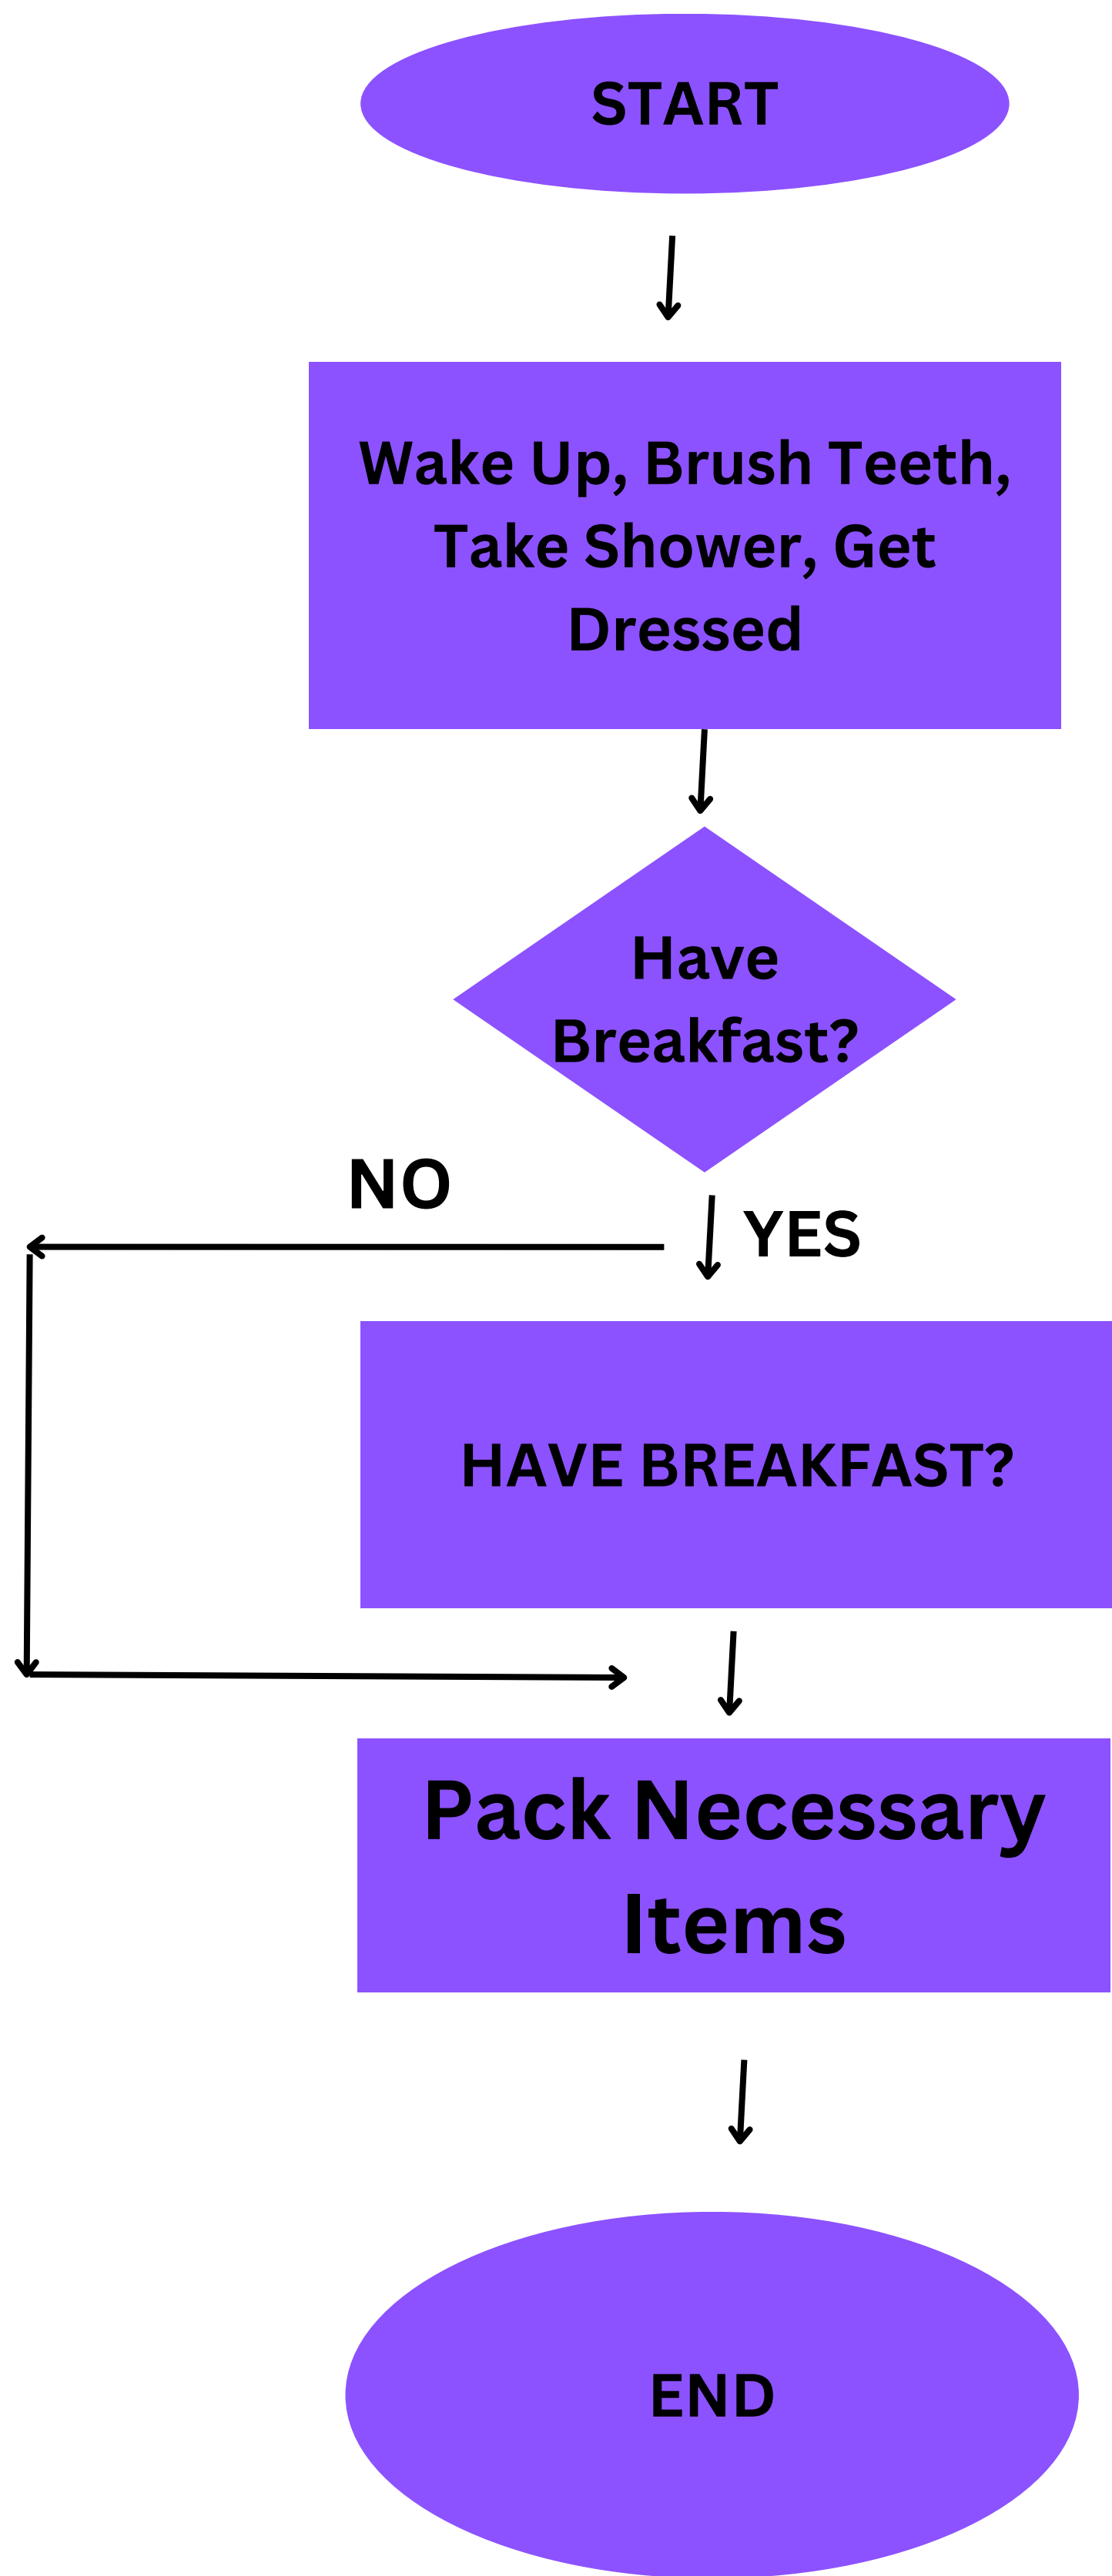 START
Wake Up, Brush Teeth,
Take Shower, Get
Dressed
Have
Breakfast?
NO
YES
HAVE BREAKFAST?
Pack Necessary
Items
END